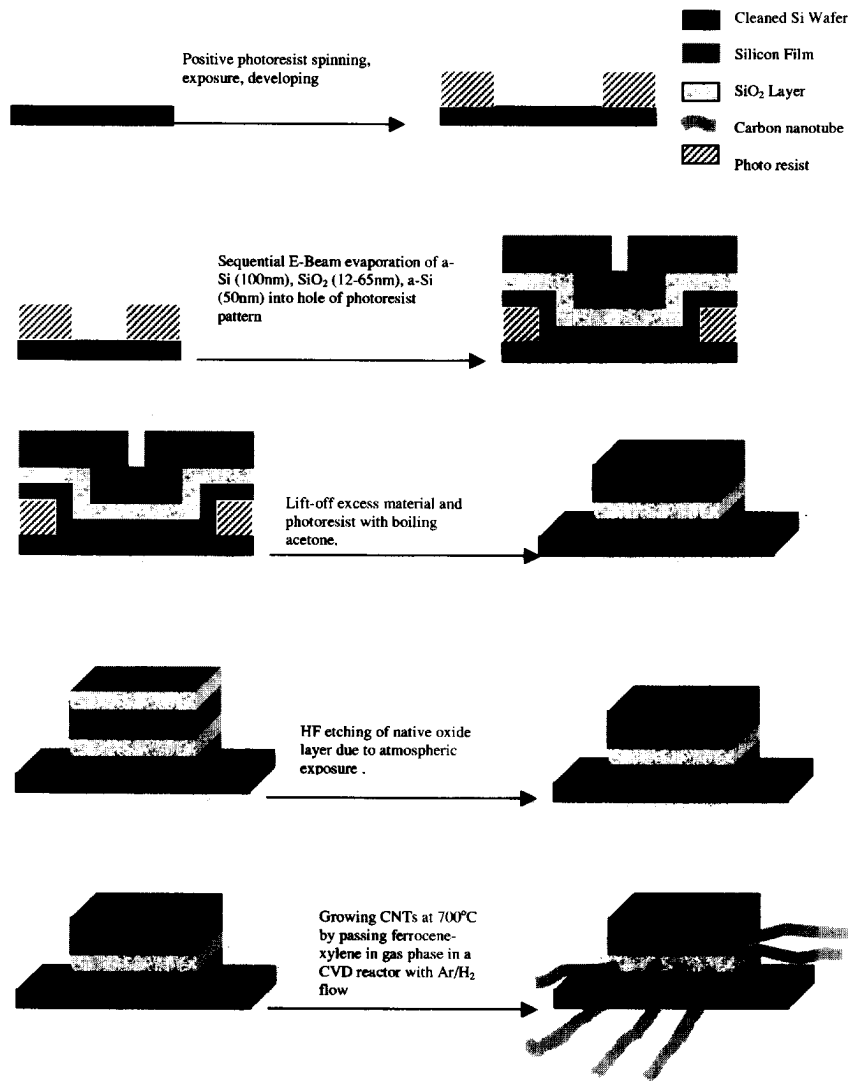 Cleaned Si Wafer
Positive photoresist spinning,
exposure, developing
Silicon Film
SiO₂ Layer
Carbon nanotube
Photo resist
Sequential E-Beam evaporation of a-
Si (100nm), SiO₂ (12-65nm), a-Si
(50nm) into hole of photoresist
pattern
Lift-off excess material and
photoresist with boiling
acetone.
HF etching of native oxide
layer due to atmospheric
exposure .
Growing CNTs at 700°C
by passing ferrocene-
xylene in gas phase in a
CVD reactor with Ar/H₂
flow